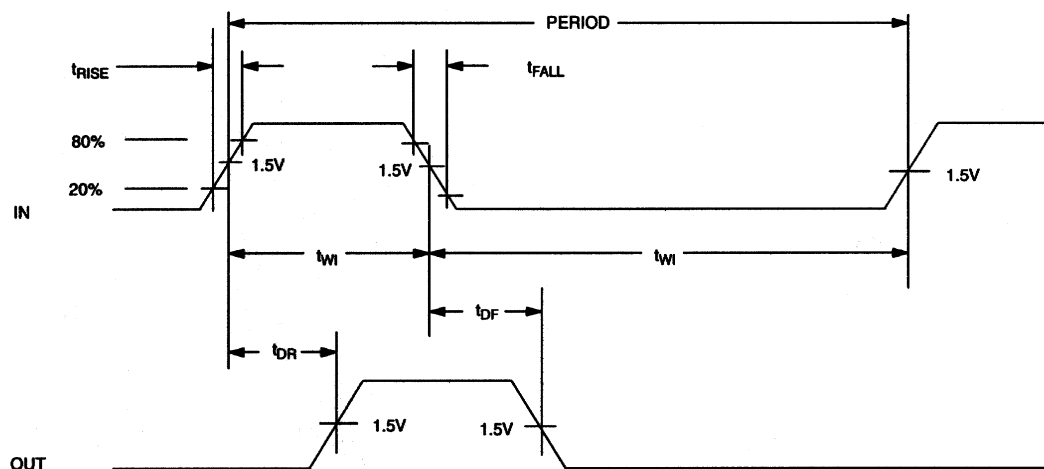 PERIOD
tRISE
tFALL
80%
1.5V
1.5V
1.5V
20%
IN
tWI
tWI
tDF
tDR
1.5V
1.5V
OUT